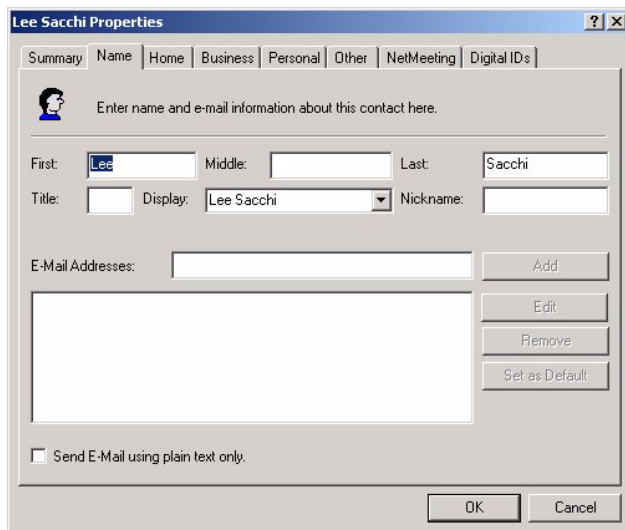 Lee Sacchi Properties
Summary Name Home Business Personal Other NetMeeting Digital IDs
Enter name and e-mail information about this contact here.
First: Lee Middle: Last: Sacchi
Title: Display: Lee Sacchi Nickname:
E-Mail Addresses: Add
Edit
Remove
Set as Default
Send E-Mail using plain text only.
OK Cancel